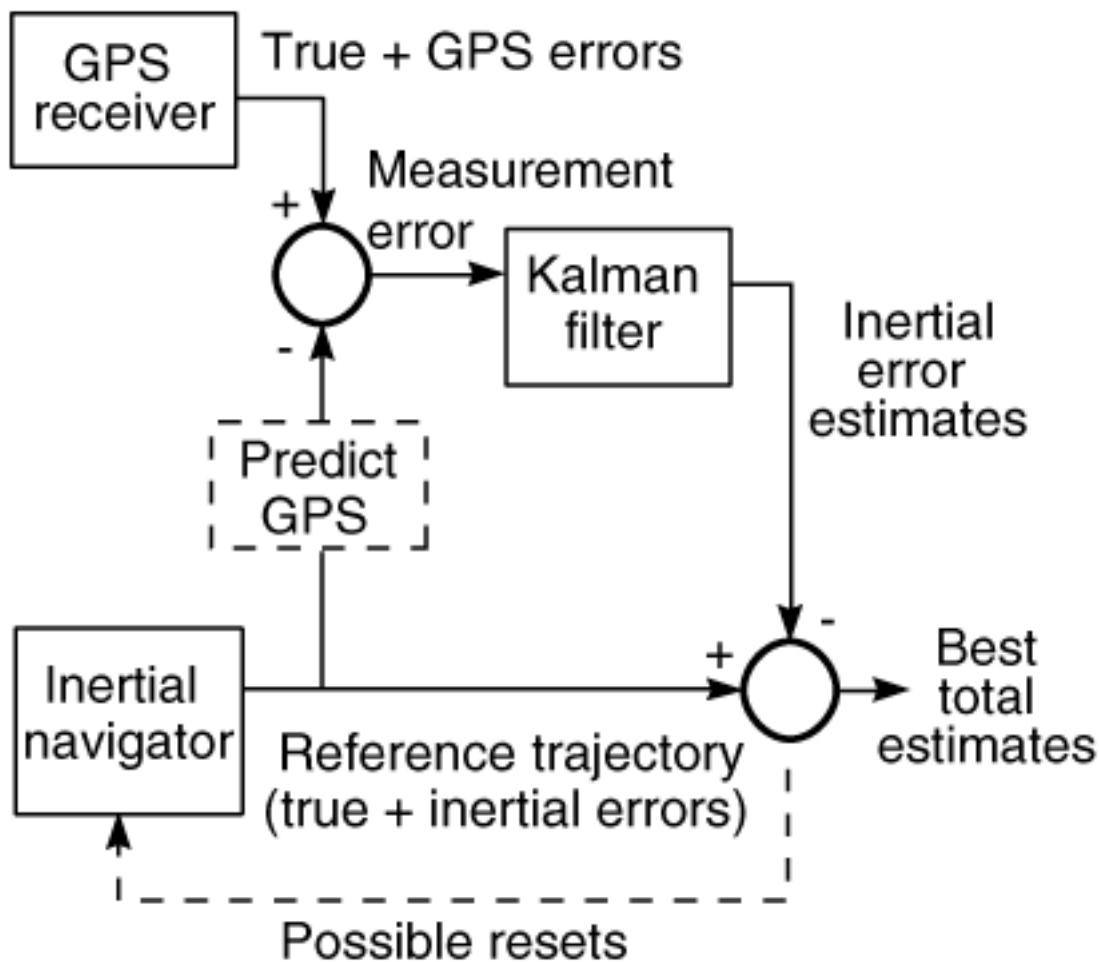 GPS
receiver
True + GPS errors
+
Measurement
error
-
Kalman
filter
Inertial
error
estimates
Predict
GPS
Inertial
navigator
+
-
Best
total
estimates
Reference trajectory
(true + inertial errors)
Possible resets